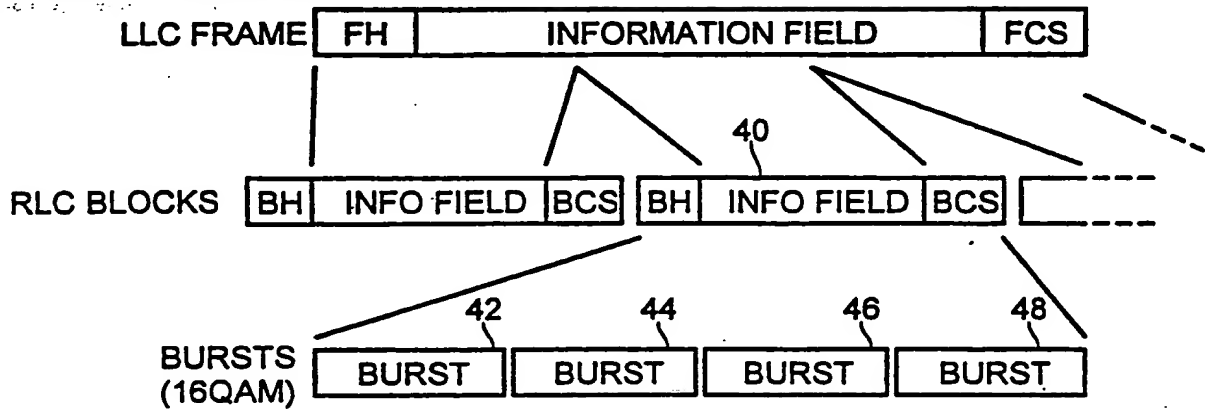 LLC FRAME FH INFORMATION FIELD FCS
40
RLC BLOCKS BH INFO FIELD BCS BH INFO FIELD BCS
42 44 46 48
BURSTS BURST BURST BURST BURST
(16QAM)